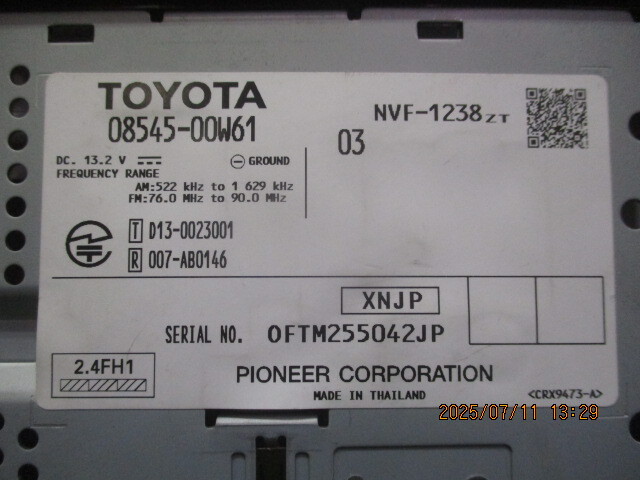 TOYOTA
08545-00W61
NVF-1238ZT
03
DC. 13.2 V
GROUND
FREQUENCY RANGE
AM:522 kHz to 1 629 kHz
FM:76.0 MHz to 90.0 MHz
T D13-0023001
R 007-AB0146
XNJP
SERIAL NO. 0FTM255042JP
2.4FH1
PIONEER CORPORATION
MADE IN THAILAND
<CRX9473-A>
2025/07/11 13:29